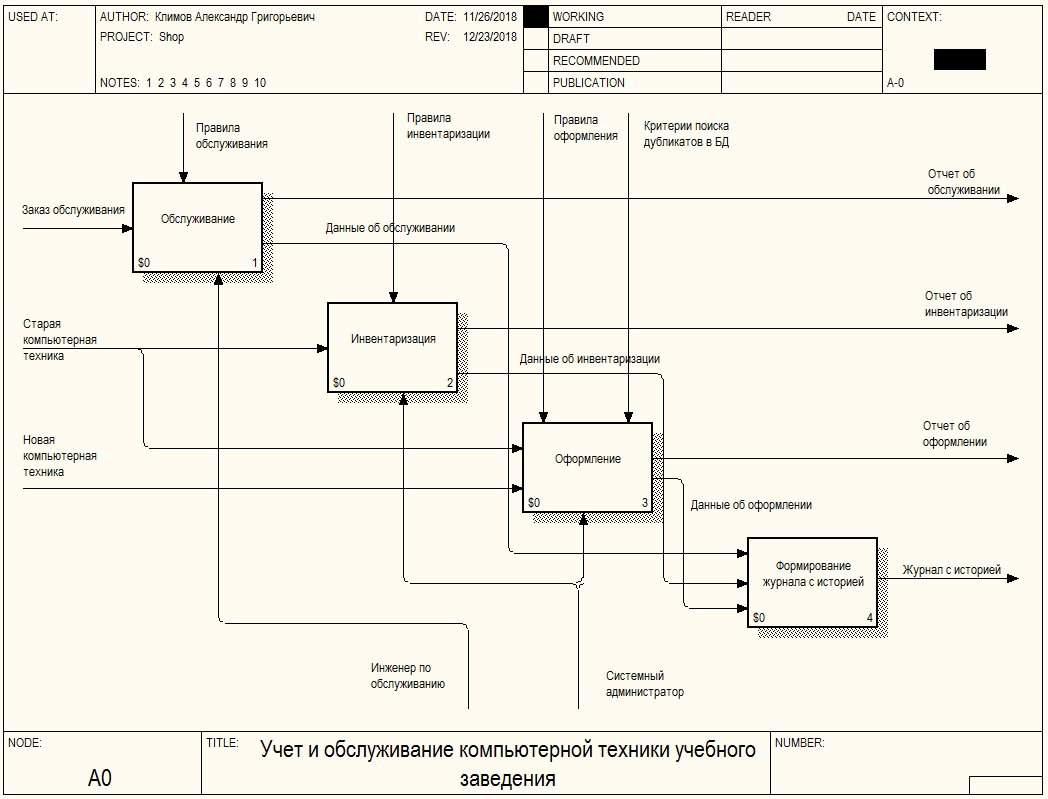 USED AT:
AUTHOR: Климов Александр Григорьевич
DATE: 11/26/2018
PROJECT: Shop
REV: 12/23/2018
NOTES: 1 2 3 4 5 6 7 8 9 10
WORKING
DRAFT
RECOMMENDED
PUBLICATION
READER
DATE
CONTEXT:
A-0
Правила
обслуживания
Правила
инвентаризации
Правила
оформления
Критерии поиска
дубликатов в БД
Отчет об
обслуживании
Заказ обслуживания
Обслуживание
$0
1
Данные об обслуживании
Отчет об
инвентаризации
Старая
компьютерная
техника
Инвентаризация
$0
2
Данные об инвентаризации
Отчет об
оформлении
Новая
компьютерная
техника
Оформление
$0
3
Данные об оформлении
Формирование
журнала с историей
$0
4
Журнал с историей
Инженер по
обслуживанию
Системный
администратор
NODE:
A0
TITLE:
Учет и обслуживание компьютерной техники учебного
заведения
NUMBER: